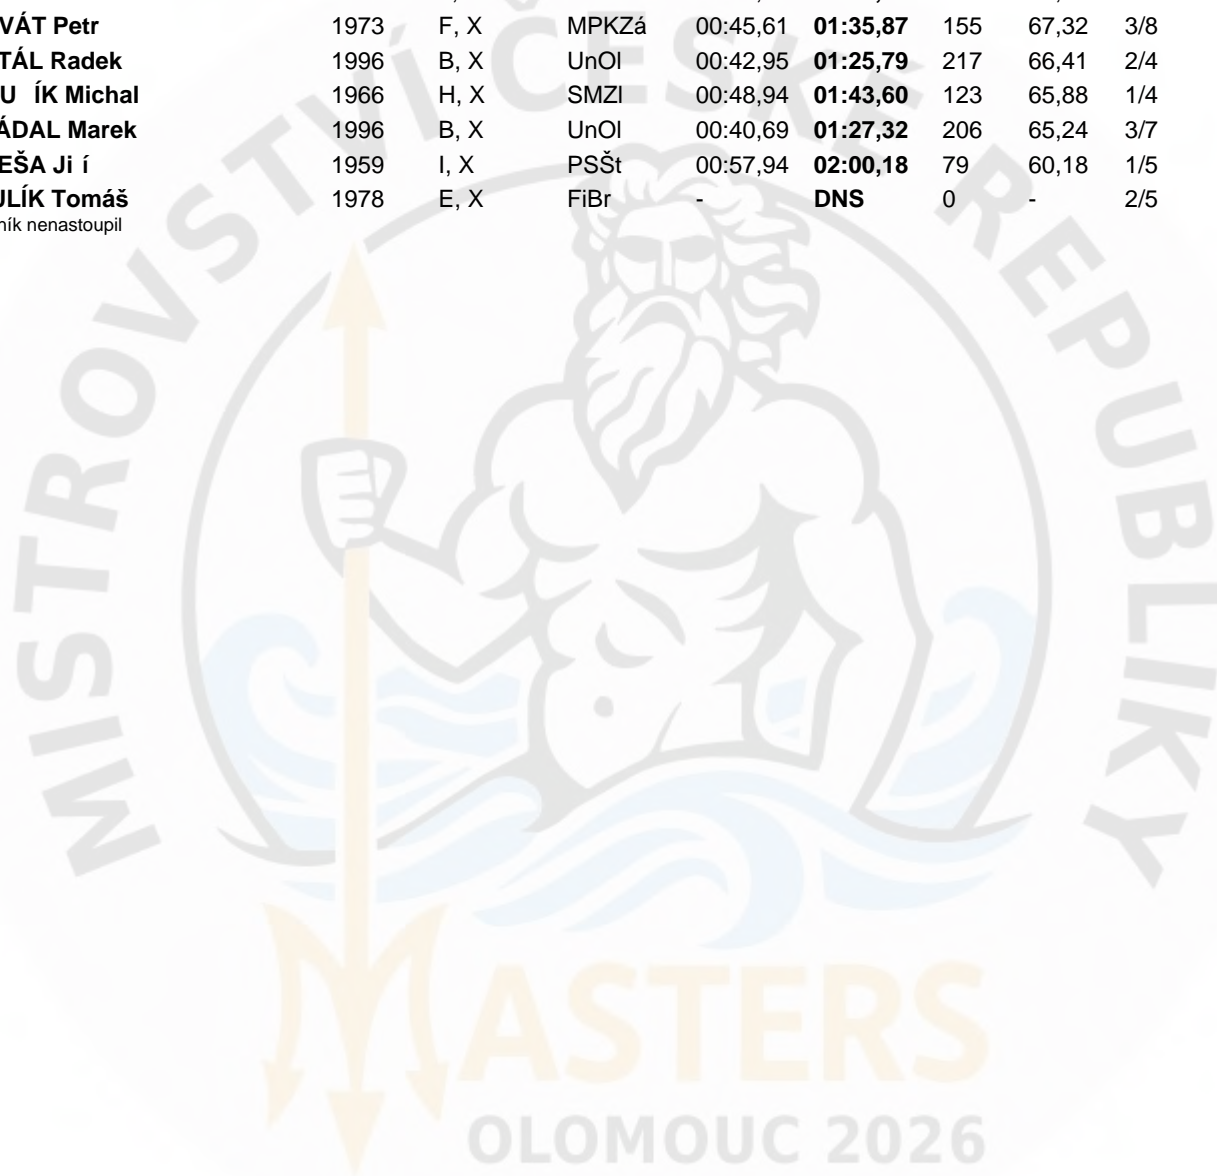 VÁT Petr 1973 F, X MPKZá 00:45,61 01:35,87 155 67,32 3/8
TÁL Radek 1996 B, X UnOl 00:42,95 01:25,79 217 66,41 2/4
U ÍK Michal 1966 H, X SMZl 00:48,94 01:43,60 123 65,88 1/4
ÁDAL Marek 1996 B, X UnOl 00:40,69 01:27,32 206 65,24 3/7
EŠA Ji í 1959 I, X PSŠt 00:57,94 02:00,18 79 60,18 1/5
ULÍK Tomáš 1978 E, X FiBr - DNS 0 - 2/5
ník nenastoupil
MISTROVSTVÍ ČESKÉ REPUBLIKY
MASTERS
OLOMOUC 2026